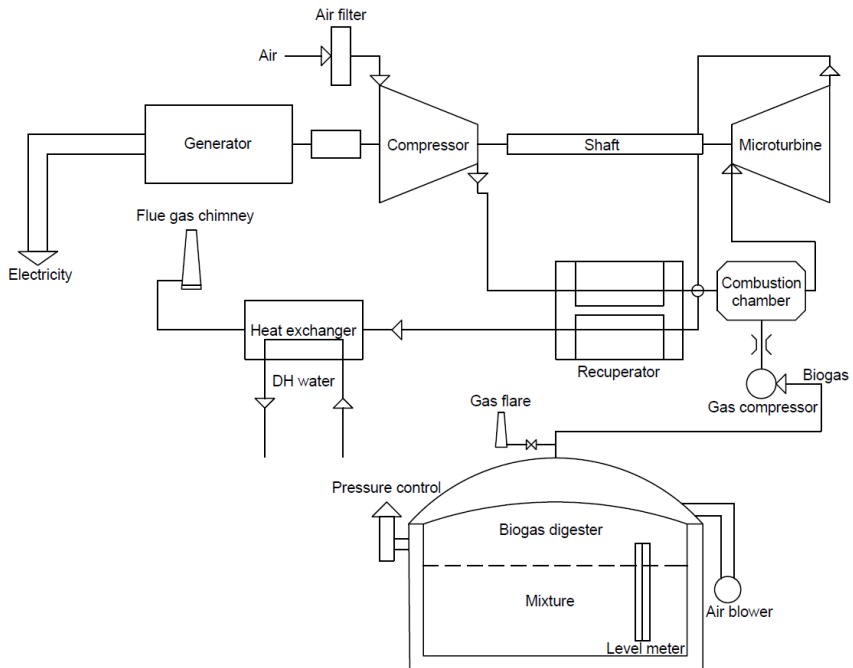 Air filter
Air
Generator
Compressor
Shaft
Microturbine
Flue gas chimney
Electricity
Combustion
chamber
Heat exchanger
Recuperator
DH water
Biogas
Gas flare
Gas compressor
Pressure control
Biogas digester
Mixture
Air blower
Level meter